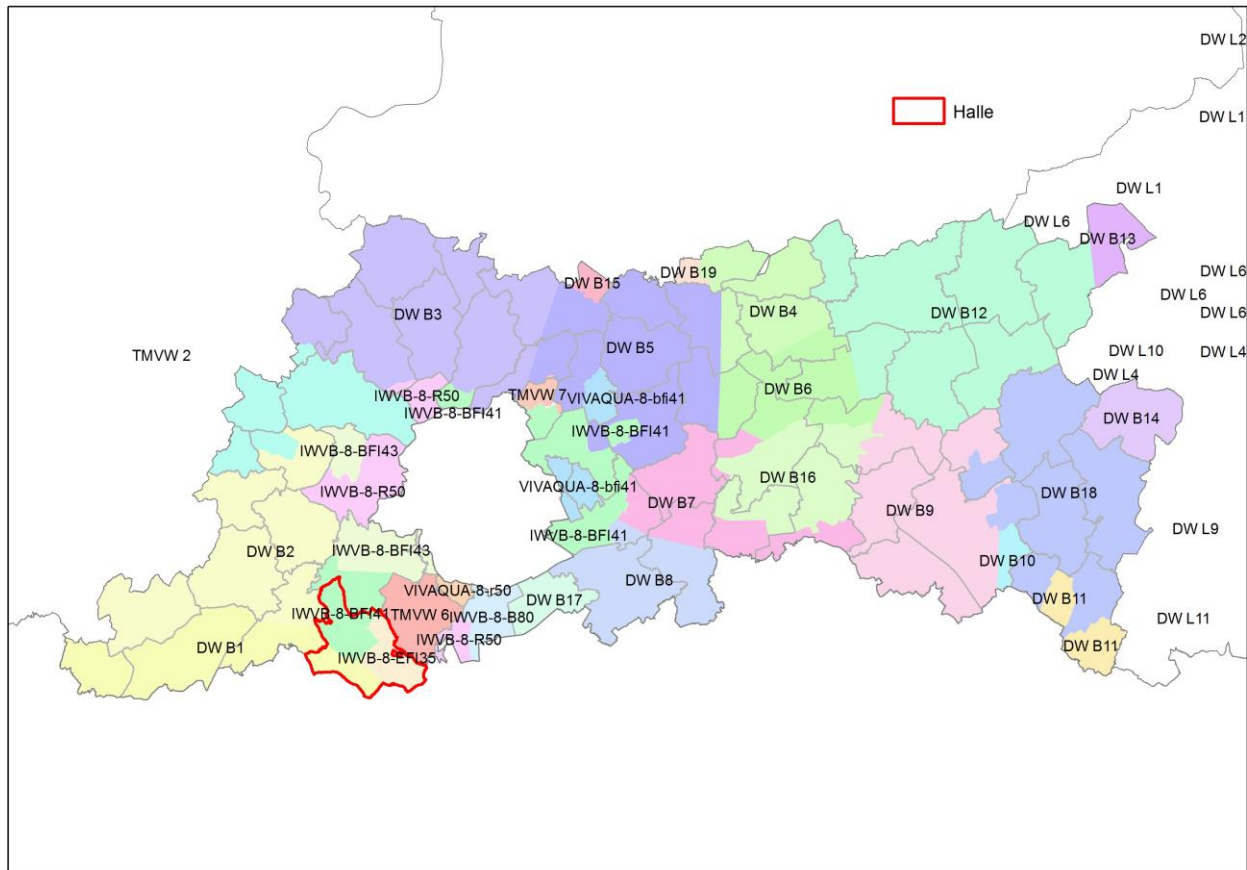 DW L2
Halle
DW L1
DW L1
DW L6
DW B13
DW B19
DW L6
DW B15
DW L6
DW B3
DW B4
DW B12
DW L6
DW B5
TMVW 2
DW L10
DW L4
DW L4
DW B6
IWVB-8-R50
TMVW 7
VIVAQUA-8-bfi41
IWVB-8-BFI41
DW B14
IWVB-8-BFI41
IWVB-8-BFI43
DW B16
IWVB-8-R50
VIVAQUA-8-bfi41
DW B7
DW B9
DW B18
DW L9
IWVB-8-BFI41
DW B2
IWVB-8-BFI43
DW B10
DW B8
VIVAQUA-8-r50
DW B17
DW B11
IWVB-8-BFI41
TMVW 6
IWVB-8-B80
DW L11
IWVB-8-R50
DW B1
IWVB-8-EFI35
DW B11